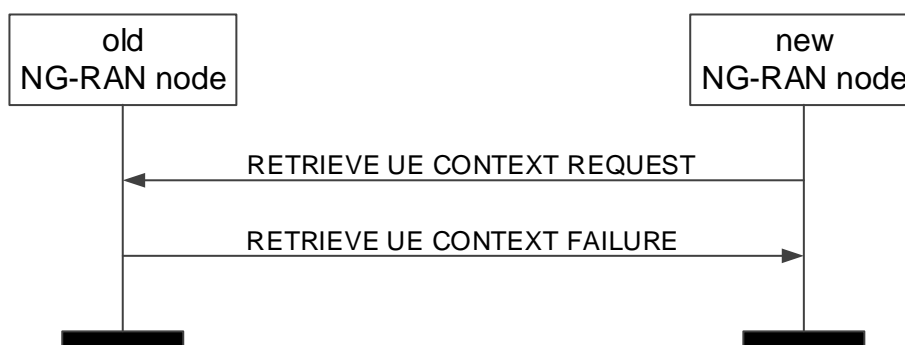 old
NG-RAN node
new
NG-RAN node
RETRIEVE UE CONTEXT REQUEST
RETRIEVE UE CONTEXT FAILURE